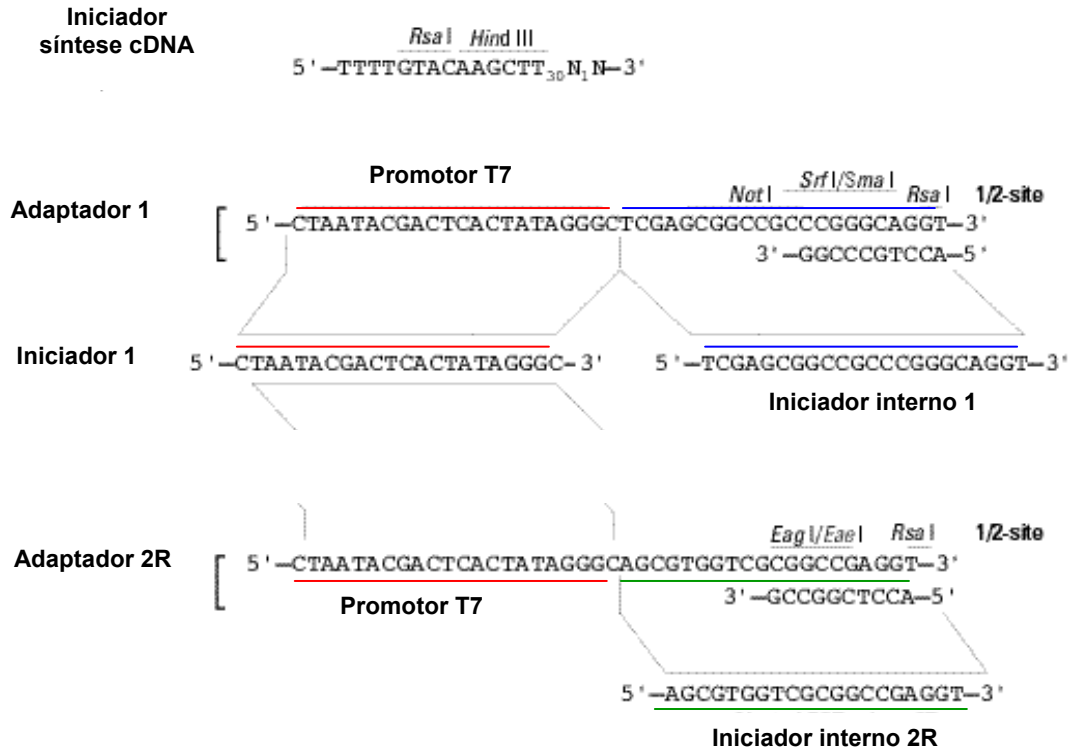 Iniciador
síntese cDNA
RsaI HindIII
5'-TTTTGTACAAGCTT30N1N-3'
Promotor T7
NotI SrfI/SmaI RsaI 1/2-site
Adaptador 1
5'-CTAATACGACTCACTATAGGGCTCGAGCGGCCGCCCGGGCAGGT-3'
3'-GGCCCGTCCA-5'
Iniciador 1
5'-CTAATACGACTCACTATAGGGC-3' 5'-TCGAGCGGCCGCCCGGGCAGGT-3'
Iniciador interno 1
EagI/EaeI RsaI 1/2-site
Adaptador 2R
5'-CTAATACGACTCACTATAGGGCAGCGTGGTCGCGGCCGAGGT-3'
3'-GCCGGCTCCA-5'
Promotor T7
5'-AGCGTGGTCGCGGCCGAGGT-3'
Iniciador interno 2R